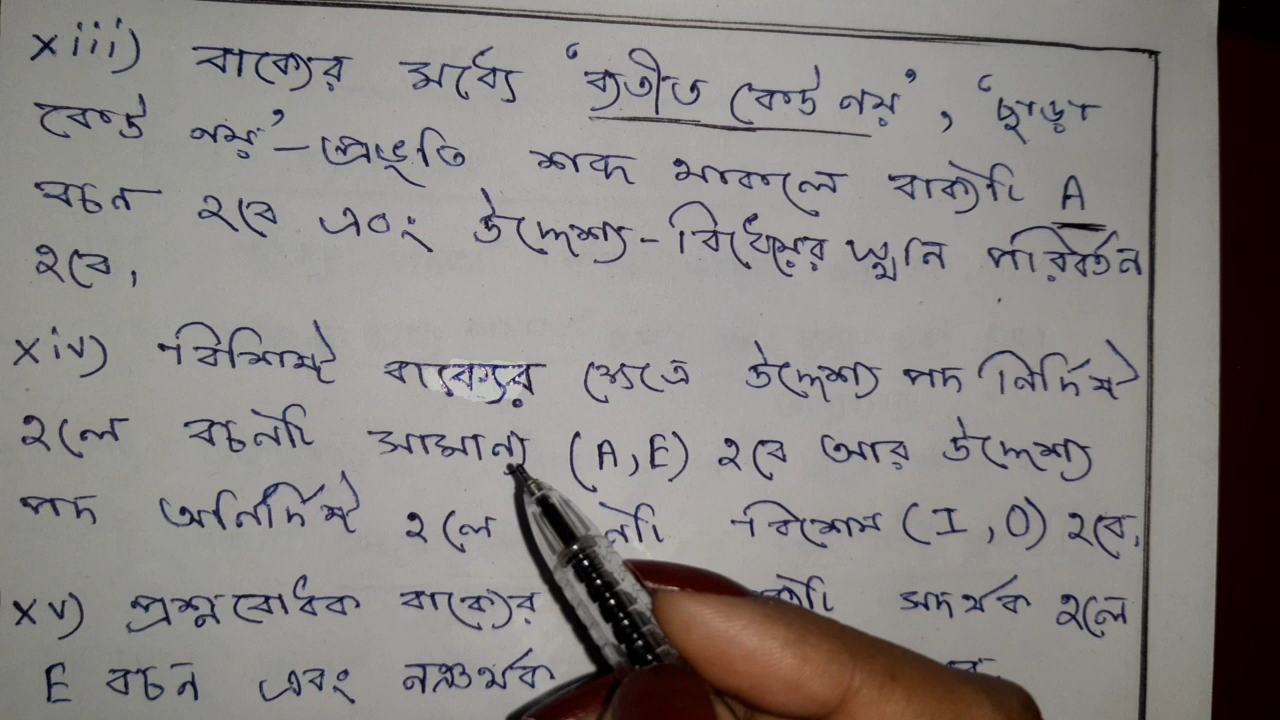 xiii) বাক্যের মধ্যে ‘ব্যতীত কেউ নয়’, ‘ছাড়া
কেউ নয়’-প্রভৃতি শব্দ থাকলে বাক্যটি A
বচন হবে এবং উদ্দেশ্য-বিধেয়ের স্থান পরিবর্তন
হবে,
xiv) বিশিষ্ট বাক্যের ক্ষেত্রে উদ্দেশ্য পদ নির্দিষ্ট
হলে বচনটি সামান্য (A,E) হবে আর উদ্দেশ্য
পদ অনির্দিষ্ট হলে বিশেষ (I,O) হবে,
xv) প্রশ্নবোধক বাক্যের সদর্থক হলে
E বচন এবং নঞর্থক